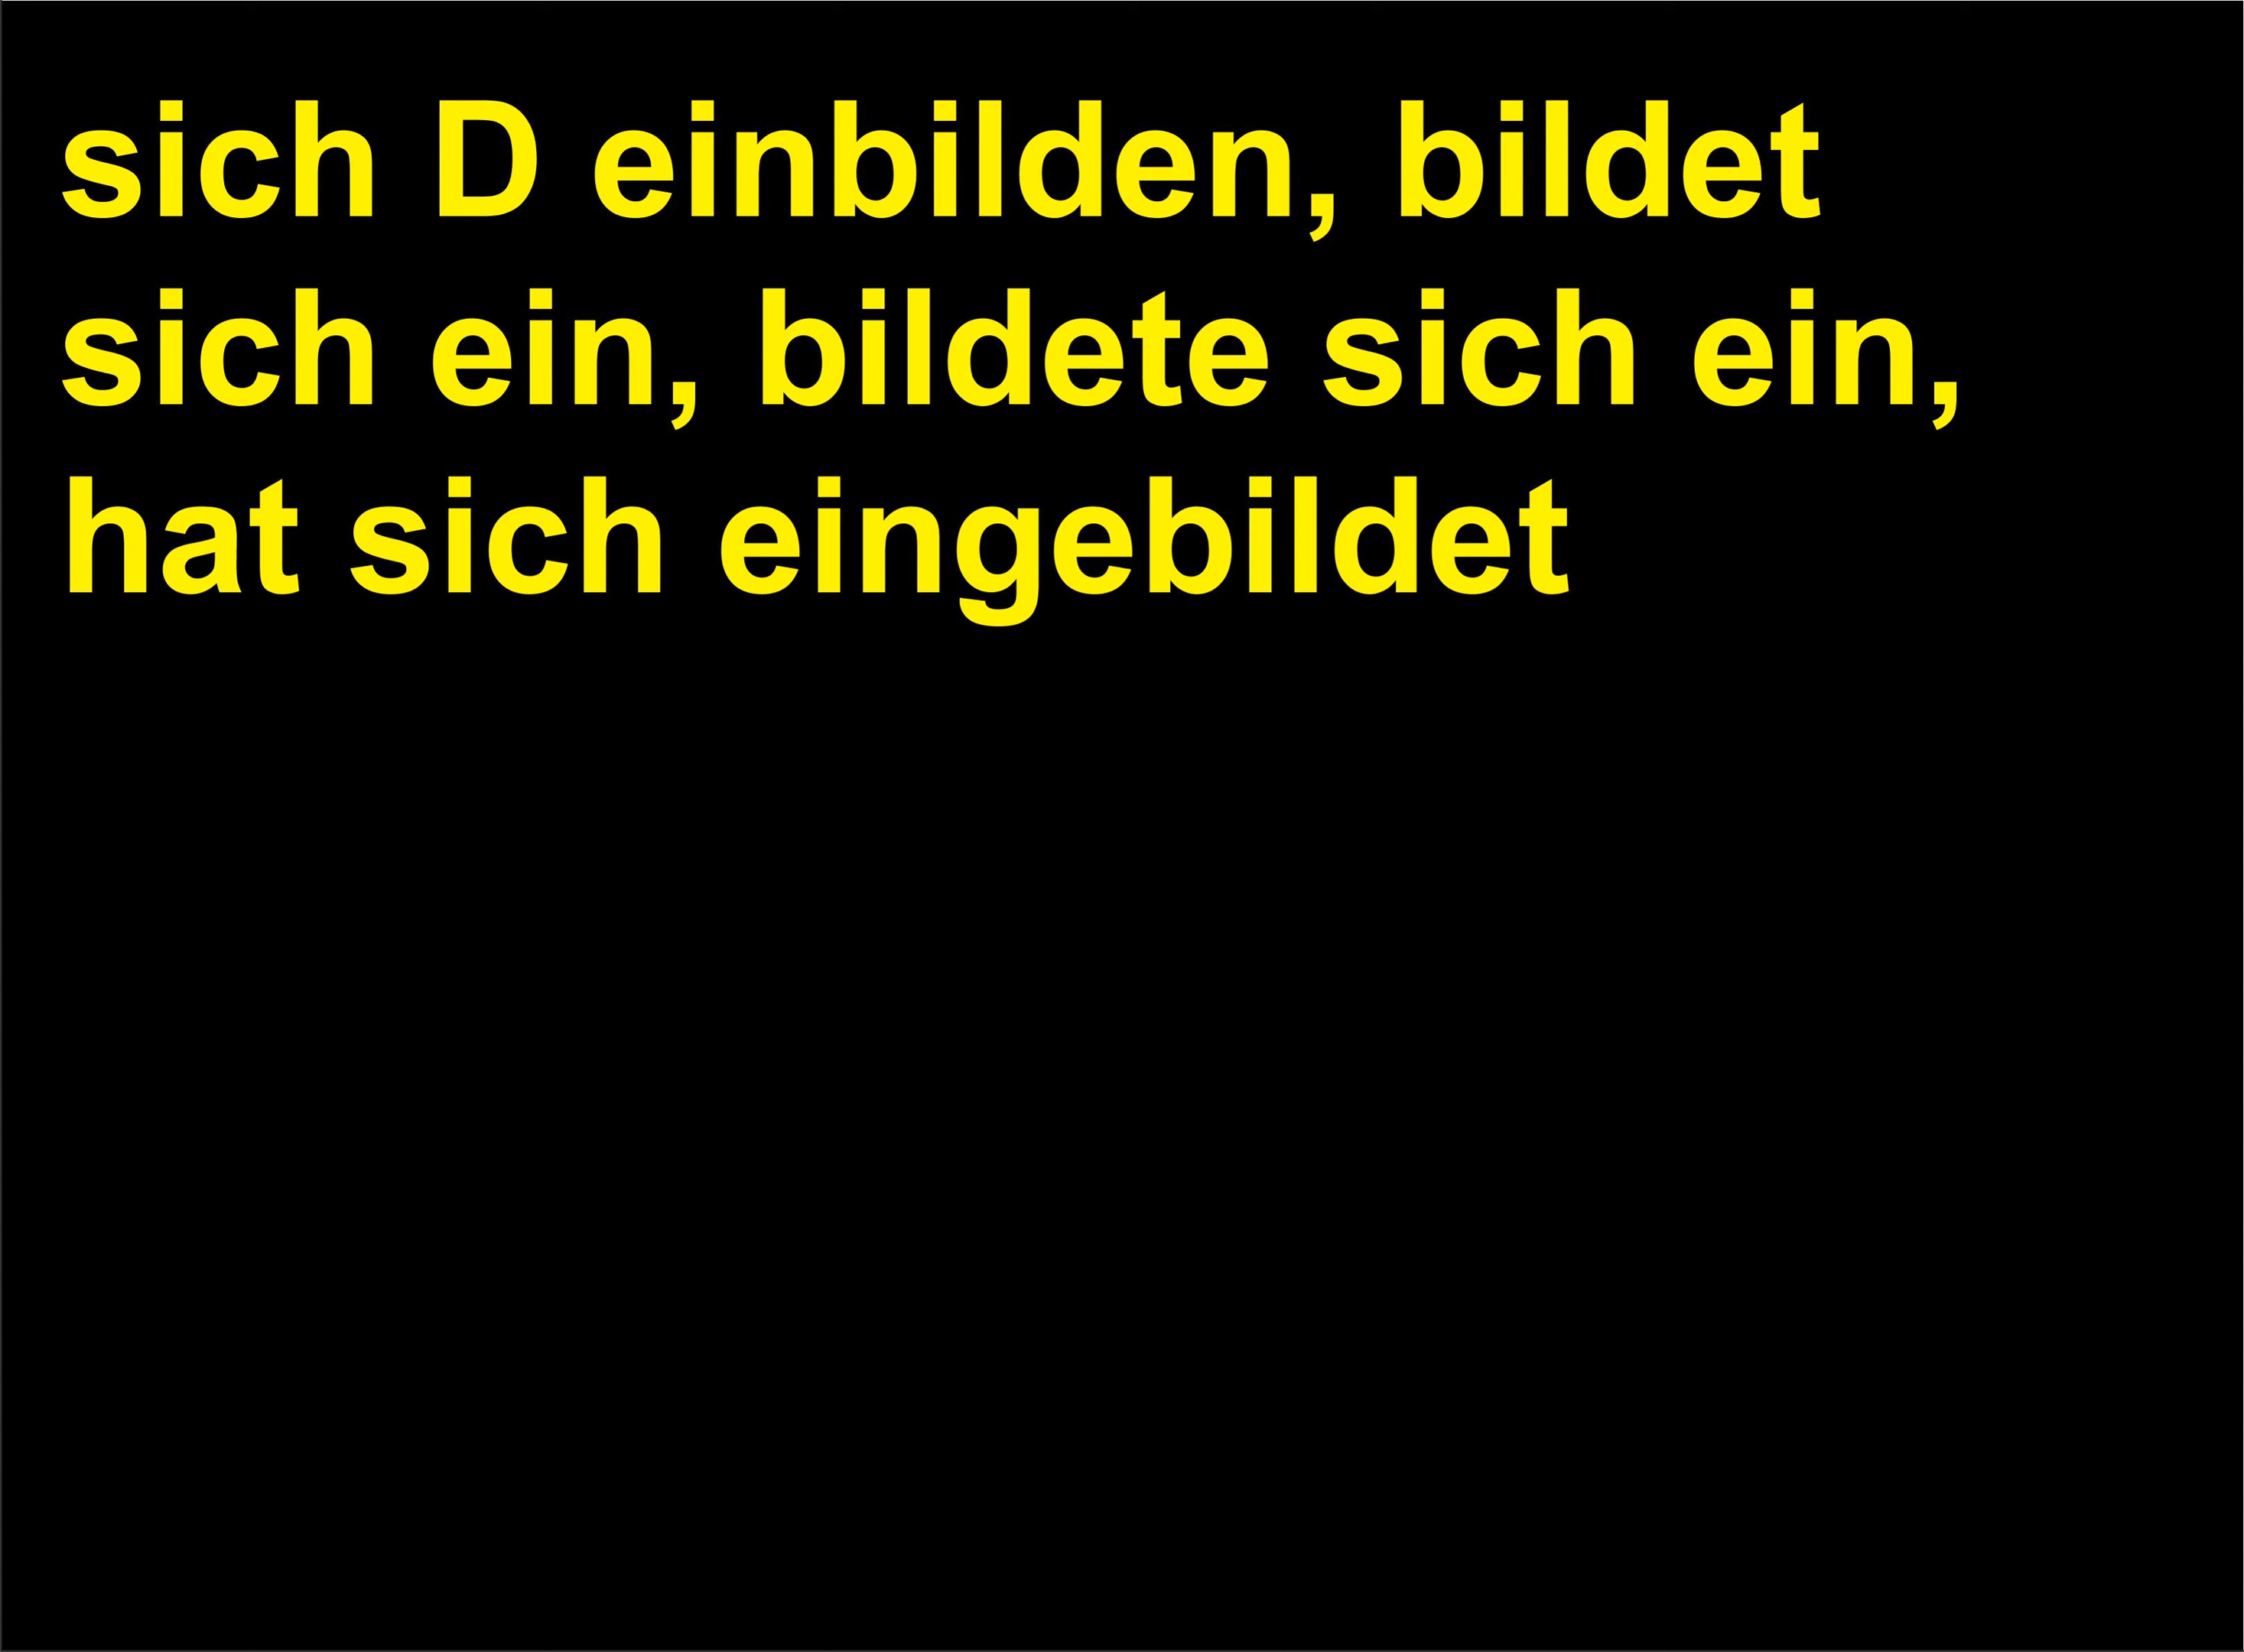 sich D einbilden, bildet
sich ein, bildete sich ein,
hat sich eingebildet